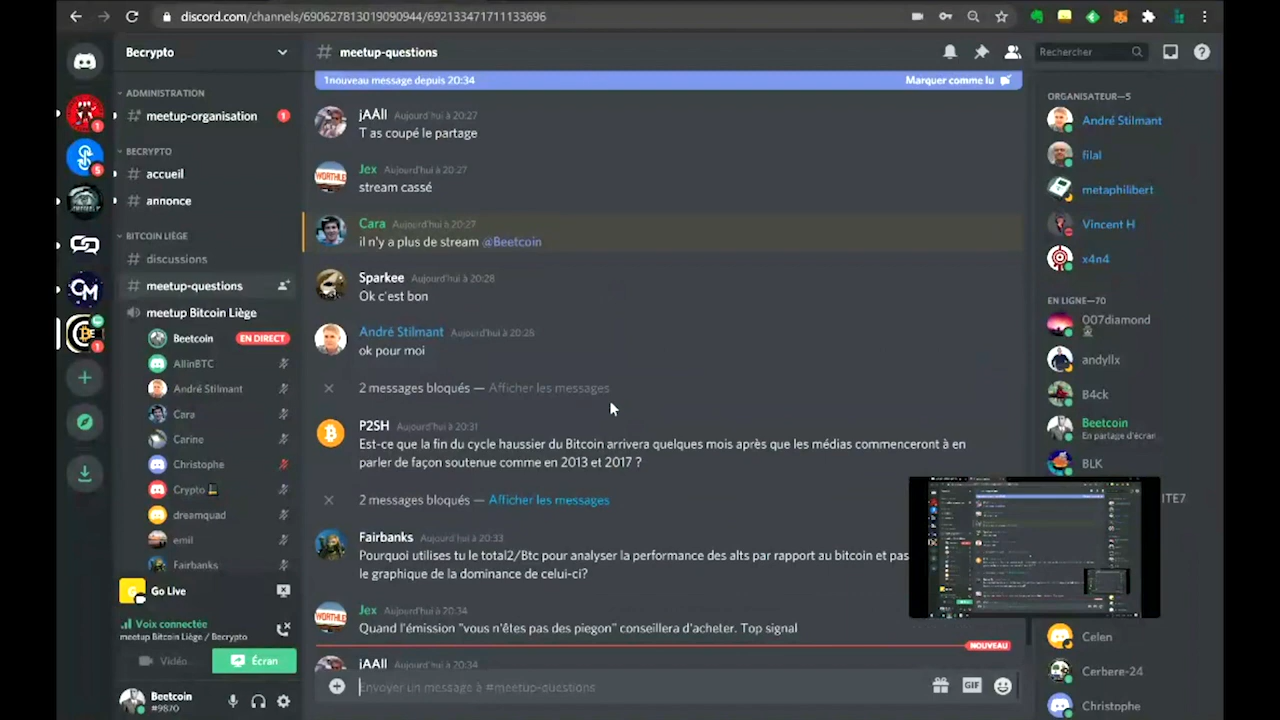 discord.com/channels/690627813019090944/692133471711133696
Becrypto
# meetup-questions
Rechercher
1 nouveau message depuis 20:34
Marquer comme lu
ADMINISTRATION
meetup-organisation
1
BECRYPTO
# accueil
# annonce
BITCOIN LIÈGE
# discussions
# meetup-questions
meetup Bitcoin Liège
Beetcoin
EN DIRECT
AllinBTC
André Stilmant
Cara
Carine
Christophe
Crypto
dreamquad
emil
Fairbanks
Go Live
Voix connectée
meetup Bitcoin Liège / Becrypto
Vidéo
Écran
Beetcoin
#9870
jAAll Aujourd'hui à 20:27
T as coupé le partage
WORTHLE
Jex Aujourd'hui à 20:27
stream cassé
Cara Aujourd'hui à 20:27
il n'y a plus de stream @Beetcoin
Sparkee Aujourd'hui à 20:28
Ok c'est bon
André Stilmant Aujourd'hui à 20:28
ok pour moi
2 messages bloqués — Afficher les messages
P2SH Aujourd'hui à 20:31
Est-ce que la fin du cycle haussier du Bitcoin arrivera quelques mois après que les médias commenceront à en
parler de façon soutenue comme en 2013 et 2017 ?
2 messages bloqués — Afficher les messages
Fairbanks Aujourd'hui à 20:33
Pourquoi utilises tu le total2/Btc pour analyser la performance des alts par rapport au bitcoin et pas
le graphique de la dominance de celui-ci?
WORTHLE
Jex Aujourd'hui à 20:34
Quand l'émission "vous n'êtes pas des piegon" conseillera d'acheter. Top signal
NOUVEAU
jAAll Aujourd'hui à 20:34
Envoyer un message à #meetup-questions
GIF
ORGANISATEUR—5
André Stilmant
filal
metaphilibert
Vincent H
x4n4
EN LIGNE—70
007diamond
andyllx
B4ck
Beetcoin
En partage d'écran
BLK
ITE7
Celen
Cerbere-24
Christophe